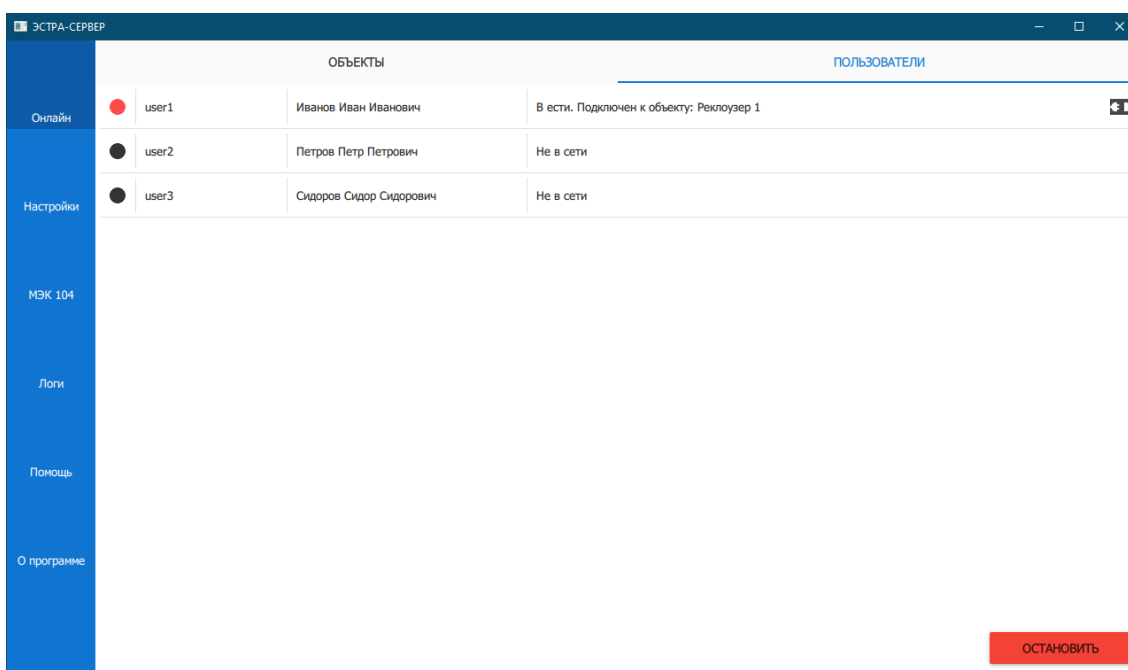 ЭСТРА-СЕРВЕР
ОБЪЕКТЫ ПОЛЬЗОВАТЕЛИ
Онлайн
user1 Иванов Иван Иванович В ести. Подключен к объекту: Реклоузер 1
user2 Петров Петр Петрович Не в сети
user3 Сидоров Сидор Сидорович Не в сети
Настройки
МЭК 104
Логи
Помощь
О программе
ОСТАНОВИТЬ